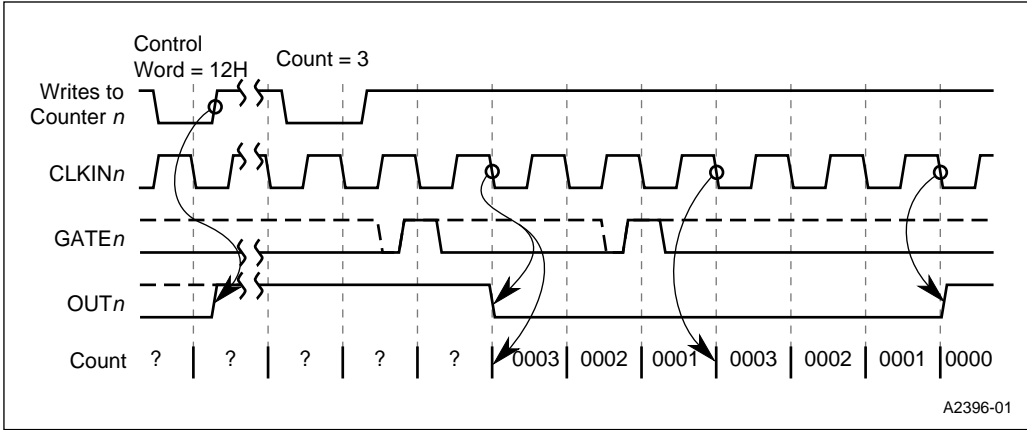 Control
Word = 12H
Count = 3
Writes to
Counter n
CLKINn
GATEn
OUTn
Count ? ? ? ? ? 0003 0002 0001 0003 0002 0001 0000
A2396-01